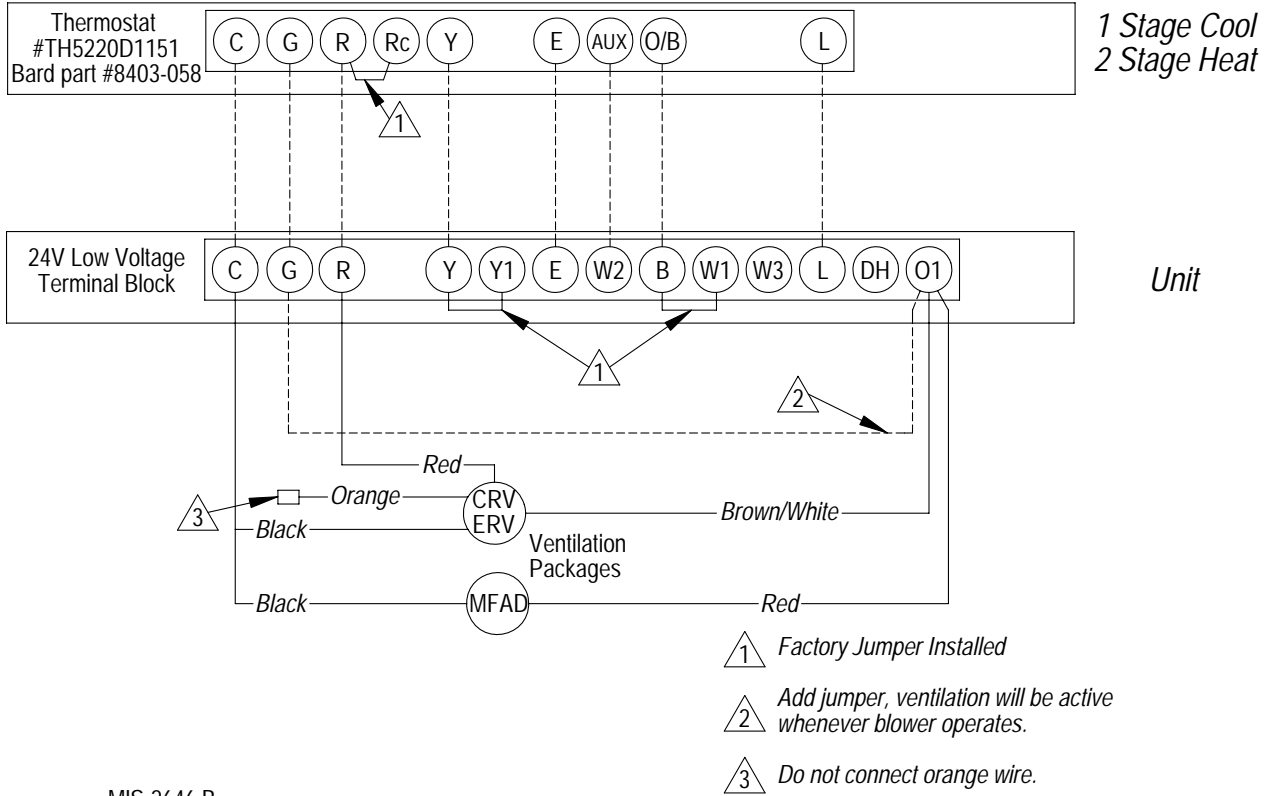 Thermostat
#TH5220D1151
Bard part #8403-058
C G R Rc Y E AUX O/B L
1 Stage Cool
2 Stage Heat
1
24V Low Voltage
Terminal Block
C G R Y Y1 E W2 B W1 W3 L DH O1
Unit
1
2
Red
3
Orange
CRV
ERV
Brown/White
Black
Ventilation
Packages
Black
MFAD
Red
1 Factory Jumper Installed
2 Add jumper, ventilation will be active
whenever blower operates.
3 Do not connect orange wire.